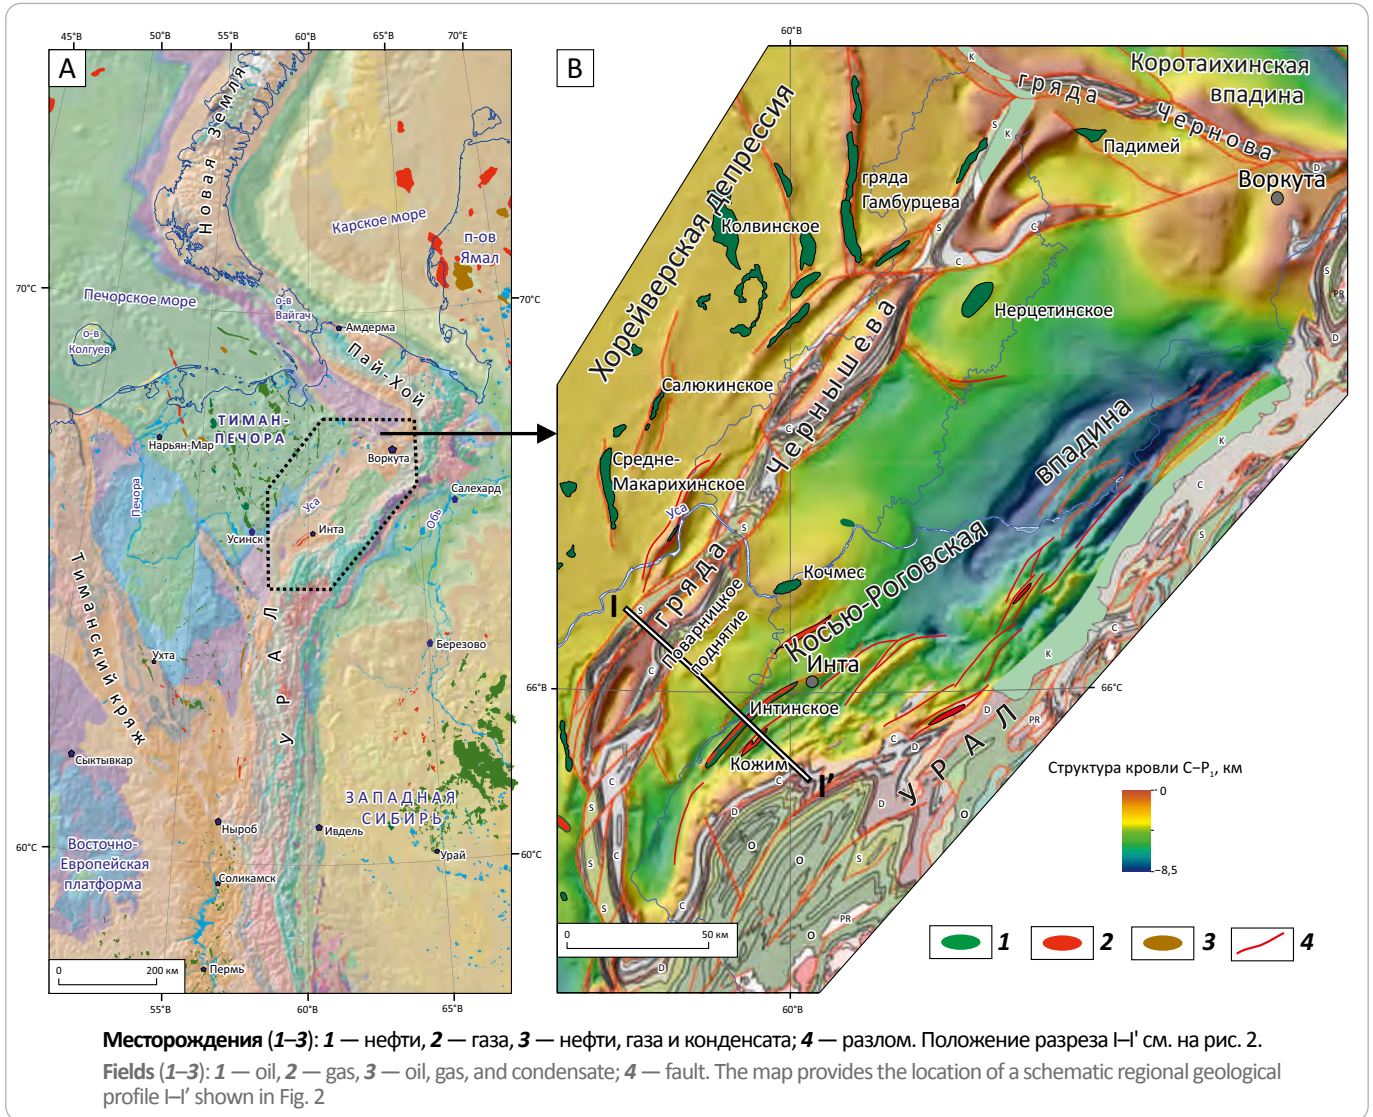 45°В 50°В 55°В 60°В 65°В 70°В
А
Новая Земля
Карское море
п-ов
Ямал
Печорское море
70°С
70°С
о-в
Вайгач
о-в
Колгуев
Амдерма
Пай-Хой
ТИМАН-
ПЕЧОРА
Нарьян-Мар
Воркута
Печора
Салехард
Уса
Обь
Усинск
Инта
Тиманский кряж
УРАЛ
Ухта
Березово
Сыктывкар
ЗАПАДНАЯ
СИБИРЬ
Ныроб
Ивдель
Восточно-
Европейская
платформа
60°С
60°С
Урай
Соликамск
Пермь
0 200 км
55°В 60°В 65°В
60°В
В
Коротаихинская
впадина
гряда Чернова
Падимей
Воркута
Хорейверская депрессия
гряда
Гамбурцева
Колвинское
Нерцетинское
Салюкинское
гряда Чернышева
Средне-
Макарихинское
Уса
Косью-Роговская впадина
Кочмес
I
Поварницкое
поднятие
Инта
66°В
66°С
Интинское
Кожим
I'
УРАЛ
K
S
K
D
S
C
C
S
PR
D
C
K
C
S
S
S
C
K
C
D
PR
C
D
C
D
D
O
C
S
O
O
S
C
S
S
C
PR
O
D
0 50 км
60°В
Структура кровли С–Р₁, км
0
–8,5
1 2 3 4
Месторождения (1–3): 1 — нефти, 2 — газа, 3 — нефти, газа и конденсата; 4 — разлом. Положение разреза I–I' см. на рис. 2.
Fields (1–3): 1 — oil, 2 — gas, 3 — oil, gas, and condensate; 4 — fault. The map provides the location of a schematic regional geological
profile I–I' shown in Fig. 2